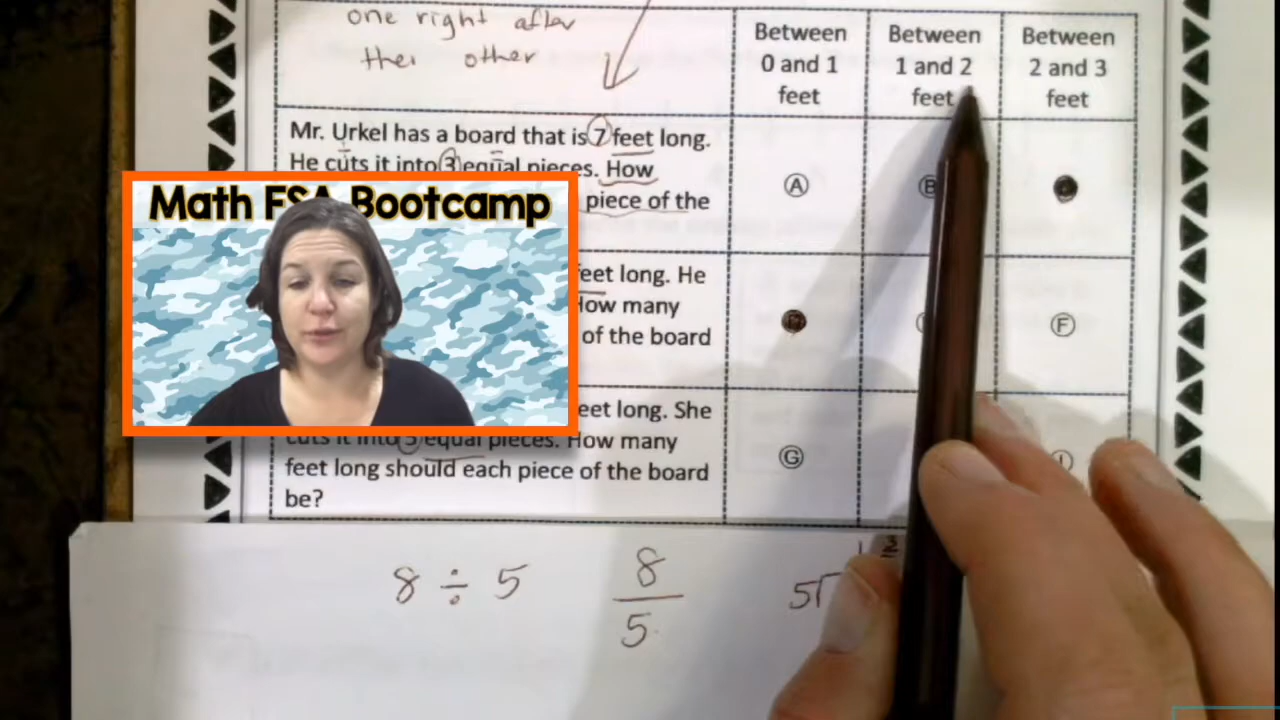 one right after
thei other
Between
0 and 1
feet
Between
1 and 2
feet
Between
2 and 3
feet
Mr. Urkel has a board that is 7 feet long.
He cuts it into 3 equal pieces. How
piece of the
Ⓐ
Math FSA Bootcamp
feet long. He
How many
of the board
Ⓕ
feet long. She
cuts it into 5 equal pieces. How many
feet long should each piece of the board
be?
Ⓖ
8 ÷ 5
8
5
5